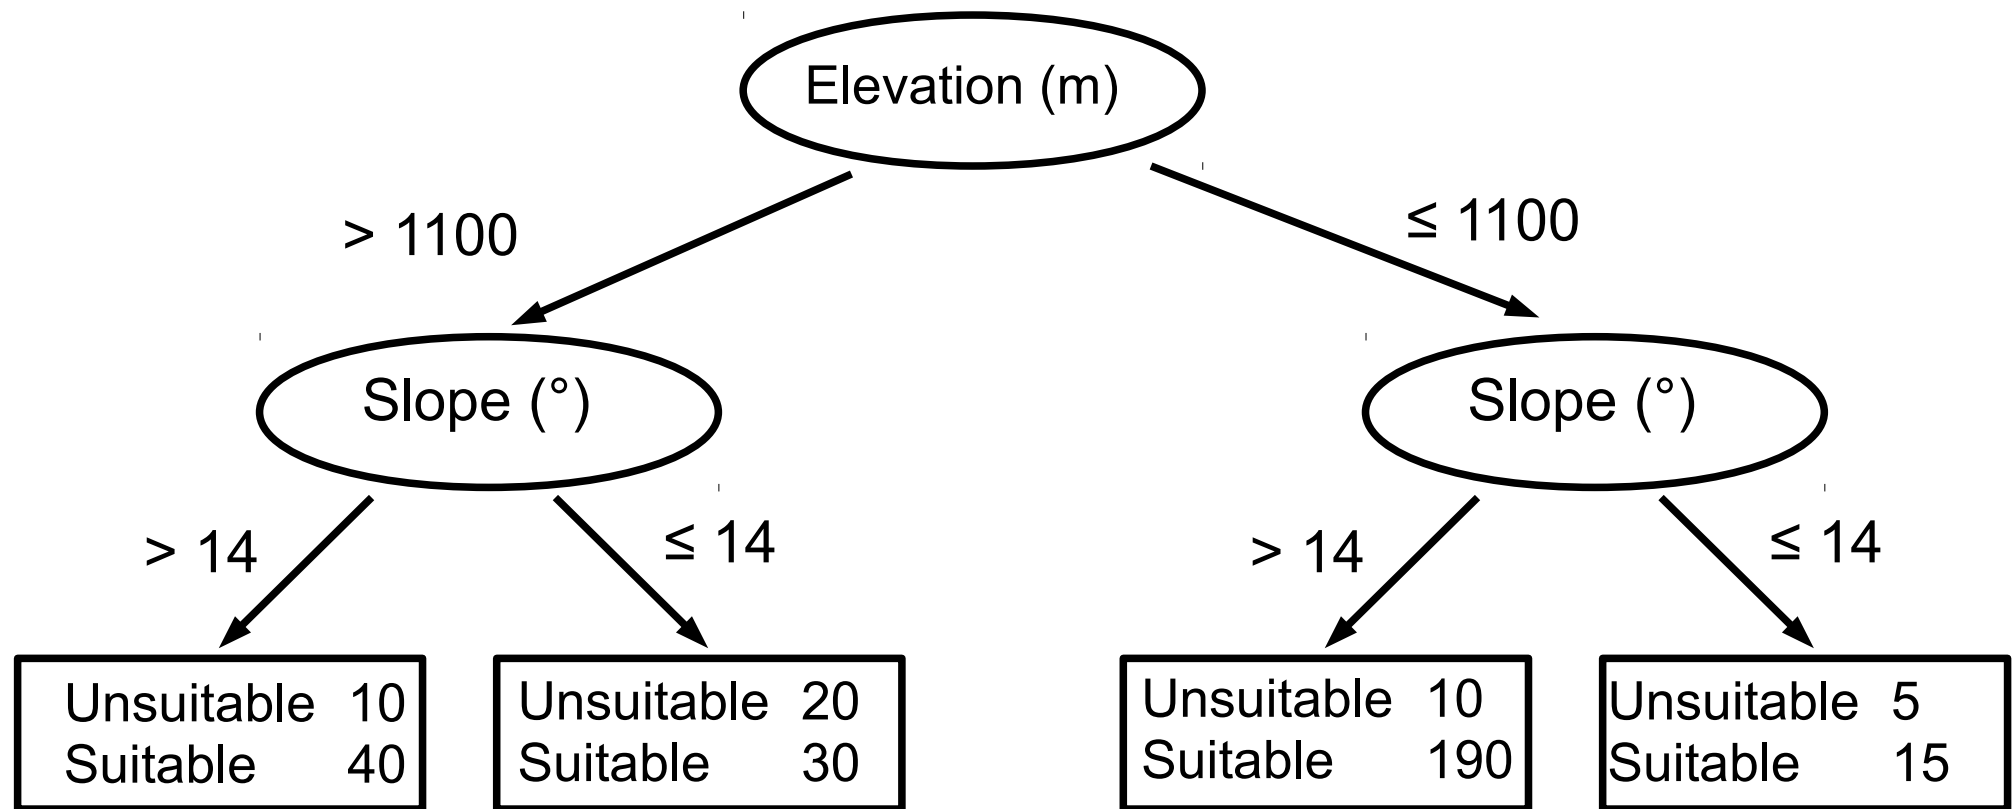 Elevation (m)
> 1100
≤ 1100
Slope (°)
Slope (°)
> 14
≤ 14
> 14
≤ 14
Unsuitable 10
Suitable 40
Unsuitable 20
Suitable 30
Unsuitable 10
Suitable 190
Unsuitable 5
Suitable 15